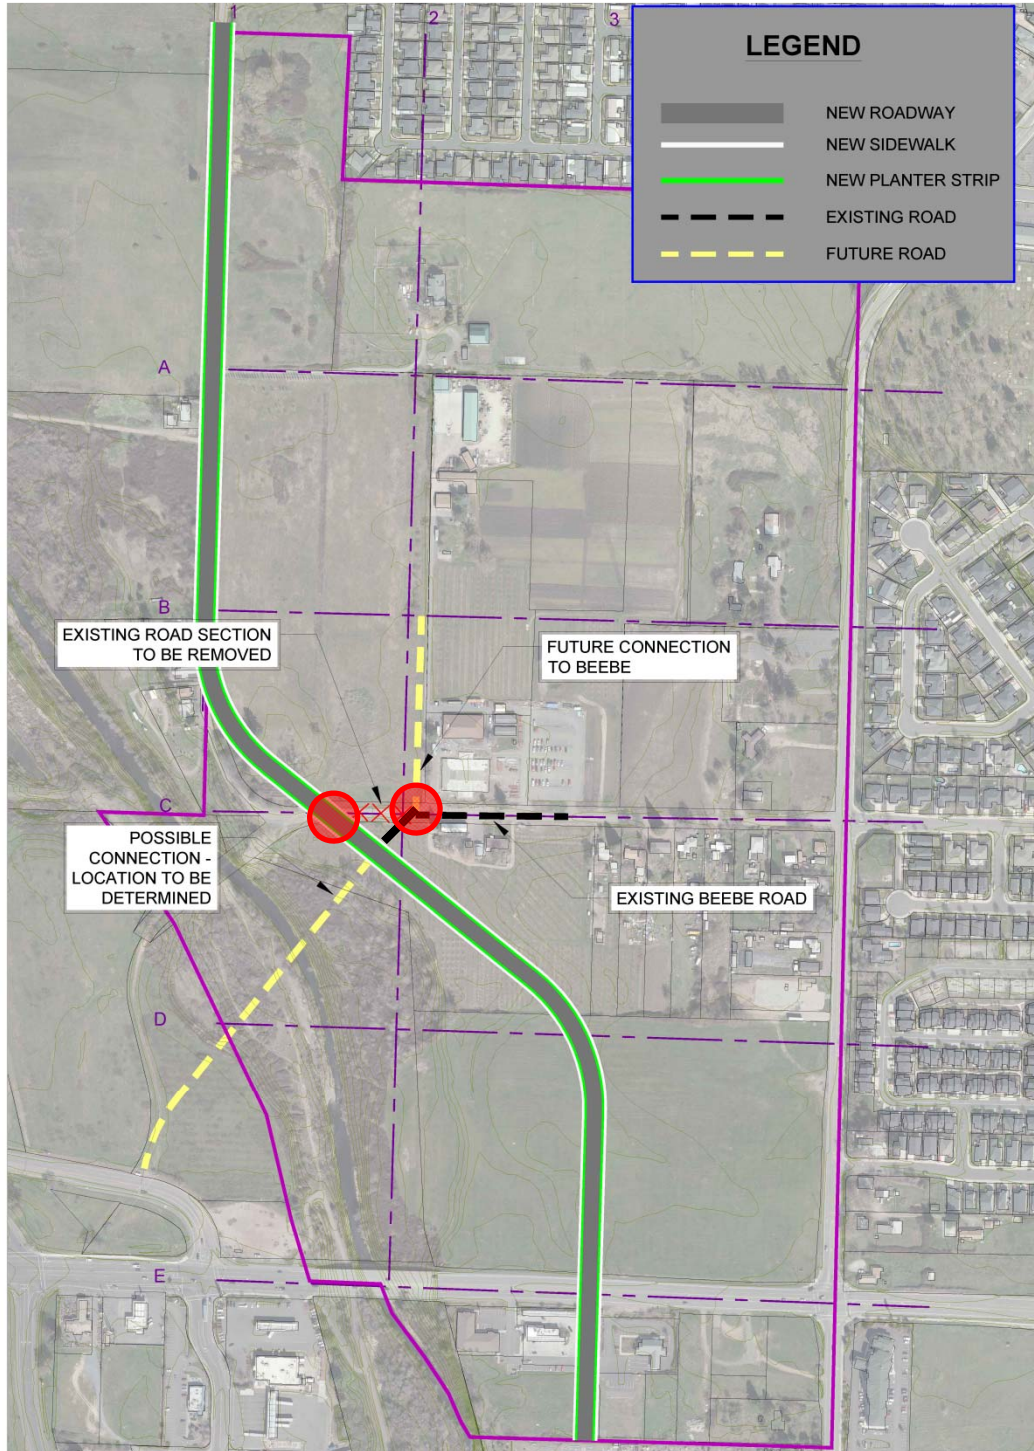 1
2
3
LEGEND
NEW ROADWAY
NEW SIDEWALK
NEW PLANTER STRIP
EXISTING ROAD
FUTURE ROAD
A
B
EXISTING ROAD SECTION
TO BE REMOVED
FUTURE CONNECTION
TO BEEBE
C
POSSIBLE
CONNECTION -
LOCATION TO BE
DETERMINED
EXISTING BEEBE ROAD
D
E